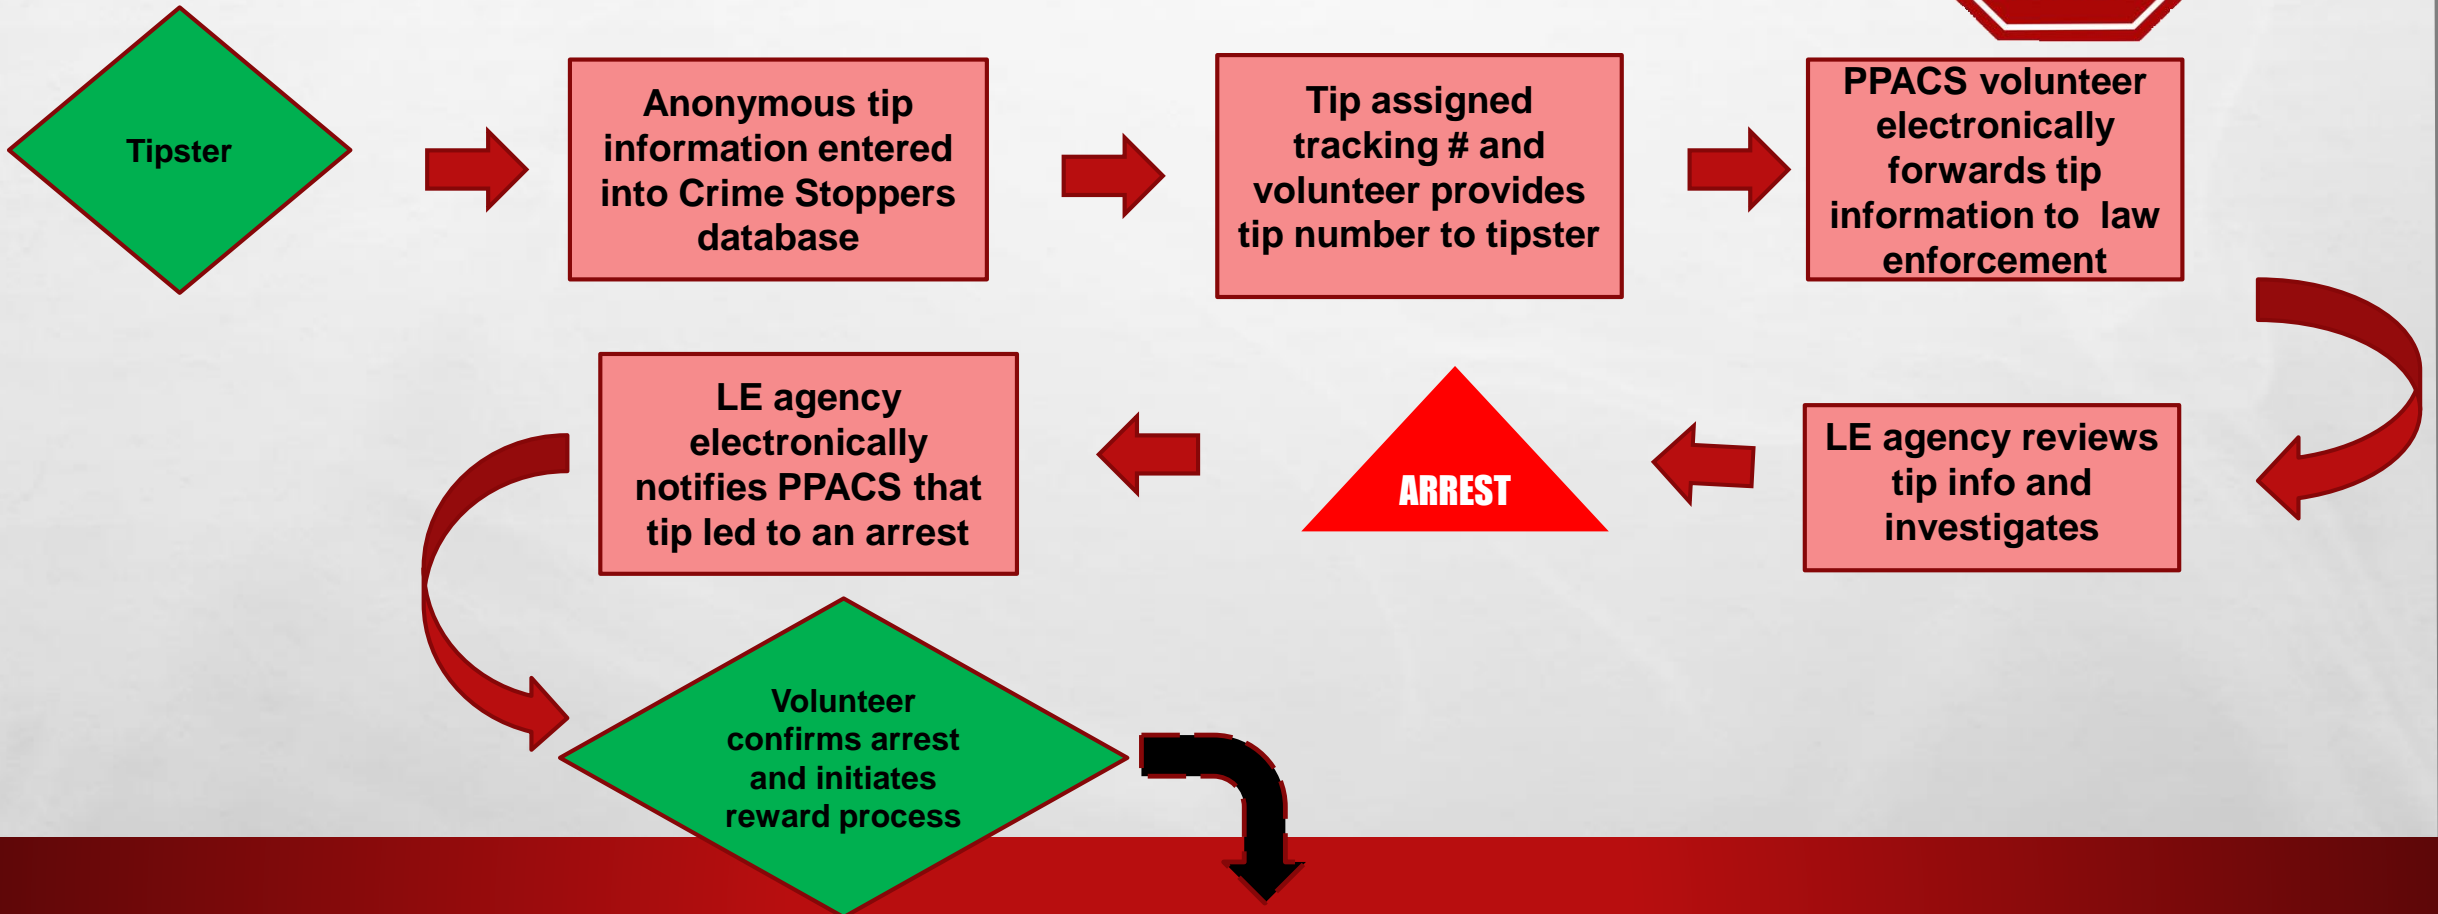 Tipster
Anonymous tip
information entered
into Crime Stoppers
database
Tip assigned
tracking # and
volunteer provides
tip number to tipster
PPACS volunteer
electronically
forwards tip
information to  law
enforcement
LE agency reviews
tip info and
investigates
ARREST
LE agency
electronically
notifies PPACS that
tip led to an arrest
Volunteer
confirms arrest
and initiates
reward process